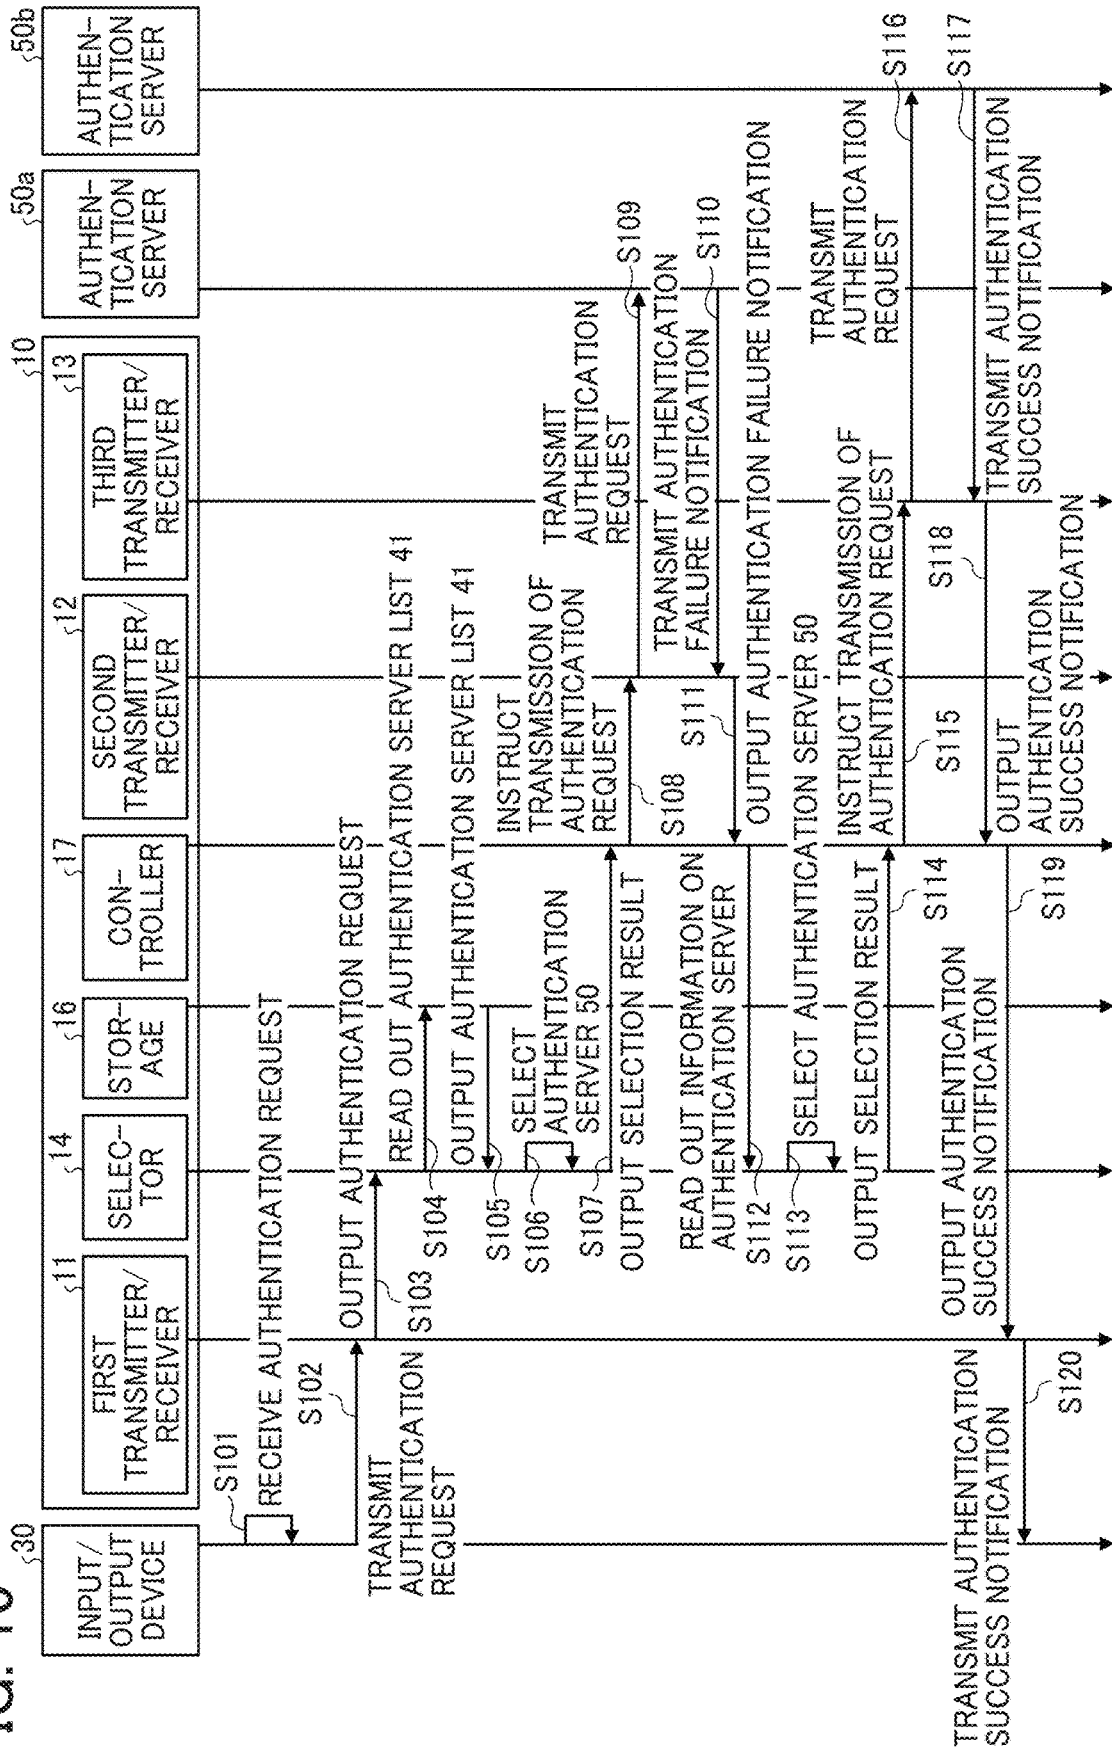 30
INPUT/
OUTPUT
DEVICE
10
11
FIRST
TRANSMITTER/
RECEIVER
14
SELEC-
TOR
16
STOR-
AGE
17
CON-
TROLLER
12
SECOND
TRANSMITTER/
RECEIVER
13
THIRD
TRANSMITTER/
RECEIVER
50a
AUTHEN-
TICATION
SERVER
50b
AUTHEN-
TICATION
SERVER
S101
RECEIVE AUTHENTICATION REQUEST
S102
TRANSMIT
AUTHENTICATION
REQUEST
OUTPUT AUTHENTICATION REQUEST
S103
READ OUT AUTHENTICATION SERVER LIST 41
S104
OUTPUT AUTHENTICATION SERVER LIST 41
S105
S106
SELECT
AUTHENTICATION
SERVER 50
S107
OUTPUT SELECTION RESULT
INSTRUCT
TRANSMISSION OF
AUTHENTICATION
REQUEST
S108
TRANSMIT
AUTHENTICATION
REQUEST
S109
TRANSMIT AUTHENTICATION
FAILURE NOTIFICATION
S110
S111
OUTPUT AUTHENTICATION FAILURE NOTIFICATION
READ OUT INFORMATION ON
AUTHENTICATION SERVER
S112
S113
SELECT AUTHENTICATION SERVER 50
OUTPUT SELECTION RESULT
S114
INSTRUCT TRANSMISSION OF
AUTHENTICATION REQUEST
S115
TRANSMIT
AUTHENTICATION
REQUEST
S116
S117
TRANSMIT AUTHENTICATION
SUCCESS NOTIFICATION
S118
OUTPUT
AUTHENTICATION
SUCCESS NOTIFICATION
OUTPUT AUTHENTICATION
SUCCESS NOTIFICATION
S119
TRANSMIT AUTHENTICATION
SUCCESS NOTIFICATION
S120